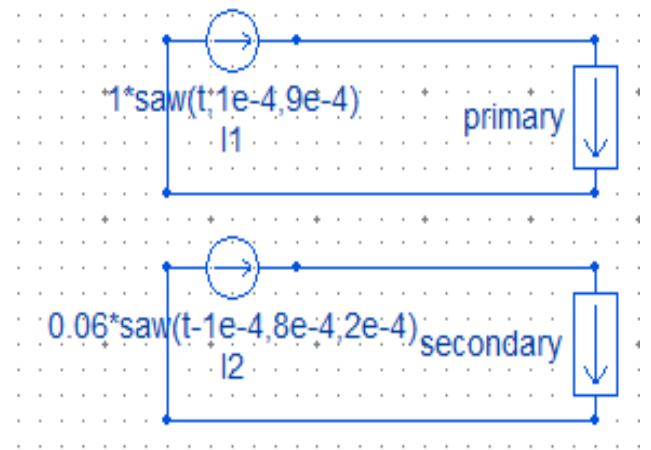 1*saw(t,1e-4,9e-4)
I1
primary
0.06*saw(t-1e-4,8e-4,2e-4)
I2
secondary